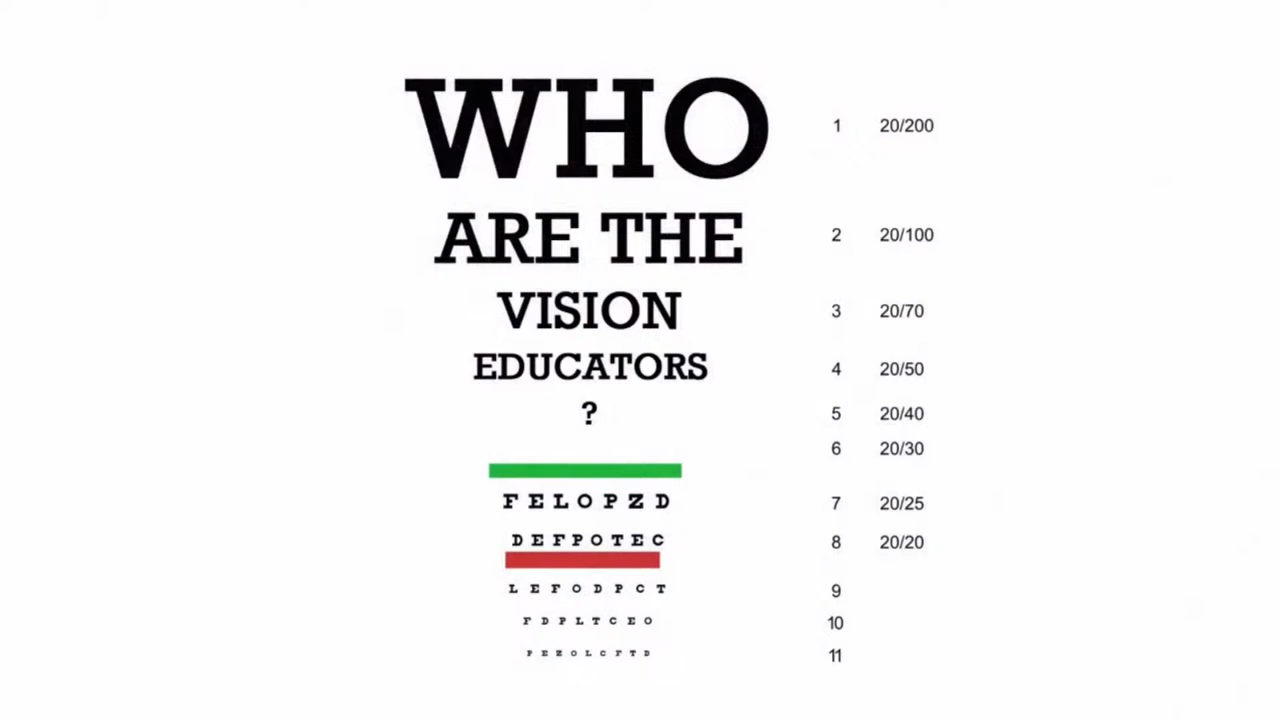 WHO 1 20/200
ARE THE 2 20/100
VISION 3 20/70
EDUCATORS 4 20/50
? 5 20/40
6 20/30
F E L O P Z D 7 20/25
D E F P O T E C 8 20/20
L E F O D P C T 9
F D P L T C E O 10
P E Z O L C F T D 11